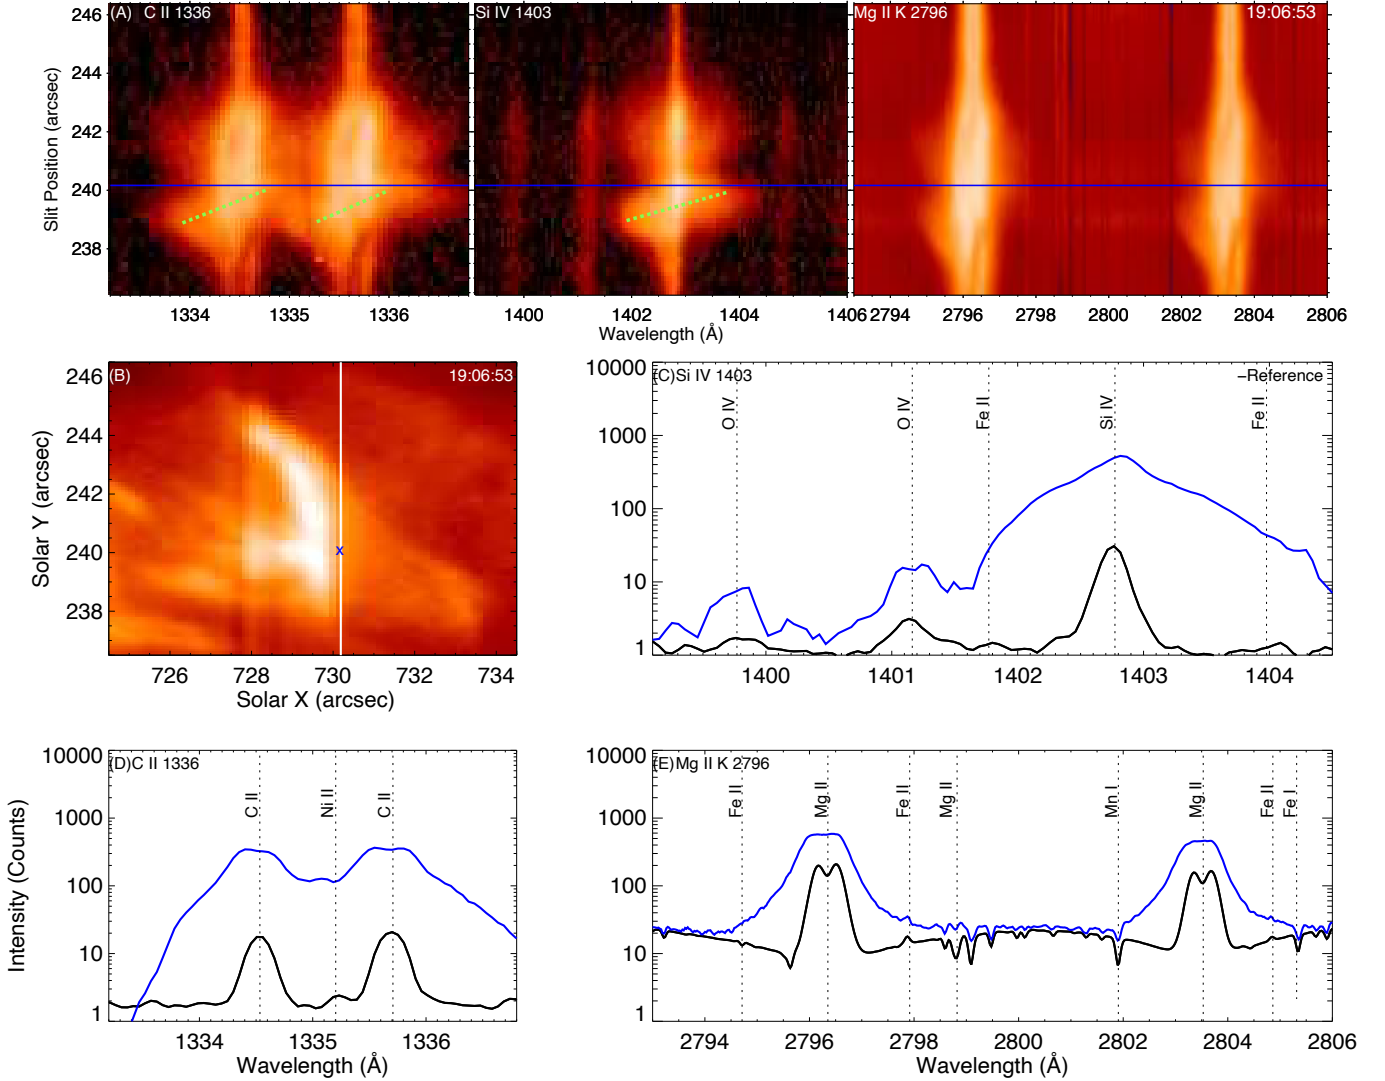 (A) C II 1336
Si IV 1403
Mg II K 2796 19:06:53
246
244
242
240
238
Slit Position (arcsec)
1334 1335 1336
1400 1402 1404 1406
2794 2796 2798 2800 2802 2804 2806
Wavelength (Å)
(B) 19:06:53
246
244
242
240
238
Solar Y (arcsec)
x
726 728 730 732 734
Solar X (arcsec)
(C)Si IV 1403 –Reference
10000
1000
100
10
1
O IV
O IV
Fe II
Si IV
Fe II
1400 1401 1402 1403 1404
(D)C II 1336
10000
1000
100
10
1
Intensity (Counts)
C II
Ni II
C II
1334 1335 1336
Wavelength (Å)
(E)Mg II K 2796
10000
1000
100
10
1
Fe II
Mg II
Fe II
Mg II
Mn I
Mg II
Fe II
Fe I
2794 2796 2798 2800 2802 2804 2806
Wavelength (Å)